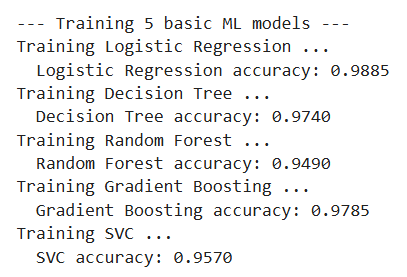 --- Training 5 basic ML models ---
Training Logistic Regression ...
Logistic Regression accuracy: 0.9885
Training Decision Tree ...
Decision Tree accuracy: 0.9740
Training Random Forest ...
Random Forest accuracy: 0.9490
Training Gradient Boosting ...
Gradient Boosting accuracy: 0.9785
Training SVC ...
SVC accuracy: 0.9570